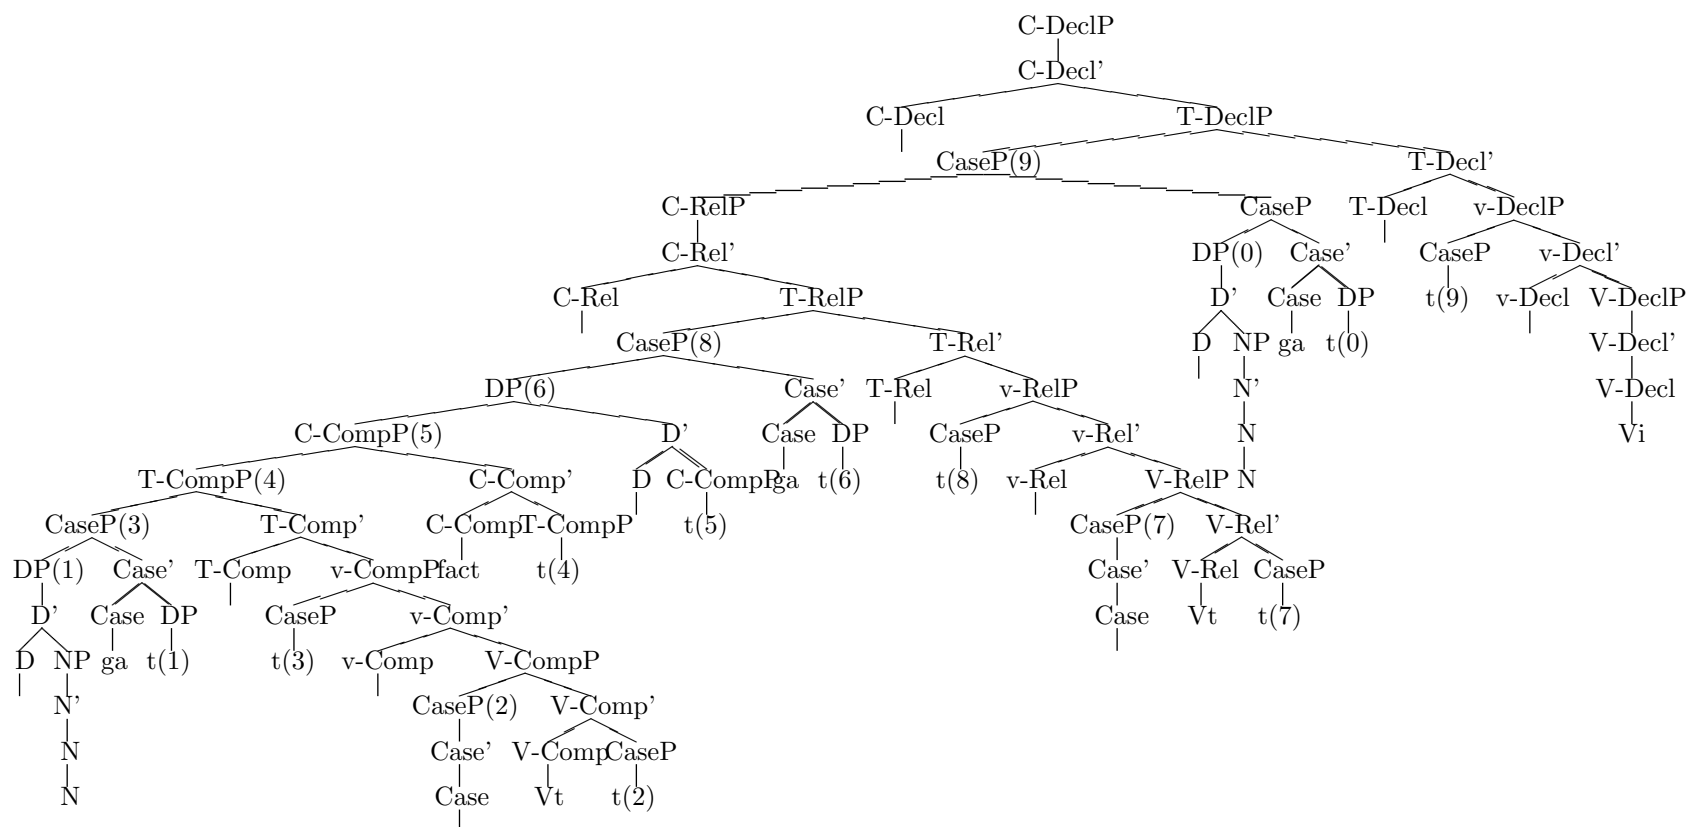 C-DeclP
C-Decl'
C-Decl T-DeclP
CaseP(9) T-Decl'
C-RelP CaseP T-Decl v-DeclP
C-Rel' DP(0) Case' CaseP v-Decl'
C-Rel T-RelP D' Case DP t(9) v-Decl V-DeclP
CaseP(8) T-Rel' D NP ga t(0) V-Decl'
DP(6) Case' T-Rel v-RelP N' V-Decl
C-CompP(5) D' Case DP CaseP v-Rel' N Vi
T-CompP(4) C-Comp' D C-CompP ga t(6) t(8) v-Rel V-RelP N
CaseP(3) T-Comp' C-Comp T-CompP t(5) CaseP(7) V-Rel'
DP(1) Case' T-Comp v-CompP fact t(4) Case' V-Rel CaseP
D' Case DP CaseP v-Comp' Case Vt t(7)
D NP ga t(1) t(3) v-Comp V-CompP
N' CaseP(2) V-Comp'
N Case' V-Comp CaseP
N Case Vt t(2)